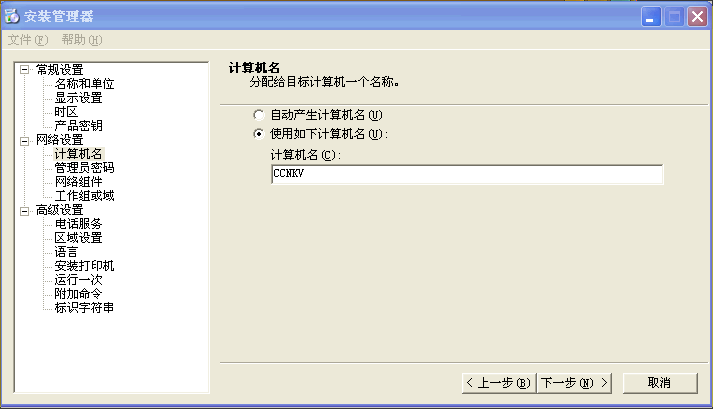 安装管理器
文件(F) 帮助(H)
常规设置
名称和单位
显示设置
时区
产品密钥
网络设置
计算机名
管理员密码
网络组件
工作组或域
高级设置
电话服务
区域设置
语言
安装打印机
运行一次
附加命令
标识字符串
计算机名
分配给目标计算机一个名称。
自动产生计算机名(U)
使用如下计算机名(U):
计算机名(C):
CCNKV
< 上一步(B) 下一步(N) > 取消